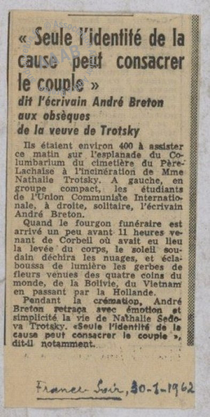 « Seule l'identité de la
cause peut consacrer
le couple »
dit l'écrivain André Breton
aux obsèques
de la veuve de Trotsky
Ils étaient environ 400 à assister
ce matin sur l'esplanade du Co-
lumbarium du cimetière du Père-
Lachaise à l'incinération de Mme
Nathalie Trotsky. A gauche, en
groupe compact, les étudiants
de l'Union Communiste Internatio-
nale, à droite, solitaire, l'écrivain
André Breton.
Quand le fourgon funéraire est
arrivé un peu avant 11 heures ve-
nant de Corbeil où avait eu lieu
la levée du corps, le soleil sou-
dain déchira les nuages, et écla-
boussa de lumière les gerbes de
fleurs venues des quatre coins du
monde, de la Bolivie, du Vietnam
en passant par la Hollande.
Pendant la crémation, André
Breton retraça avec émotion et
simplicité la vie de Nathalie Sedo-
va Trotsky. «Seule l'identité de la
cause peut consacrer le couple »,
dit-il notamment.
France Soir, 30-1-1962